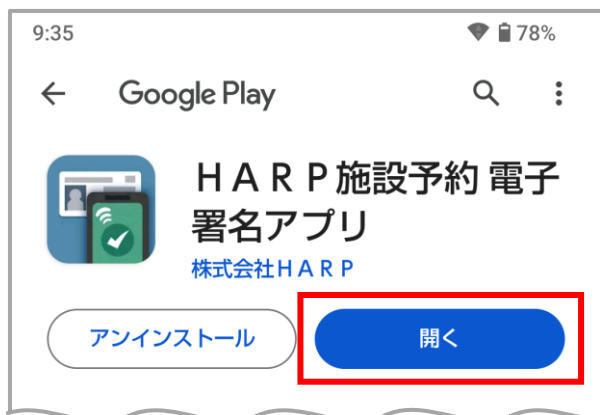 9:35 78%
Google Play
ＨＡＲＰ施設予約 電子
署名アプリ
株式会社ＨＡＲＰ
アンインストール 開く